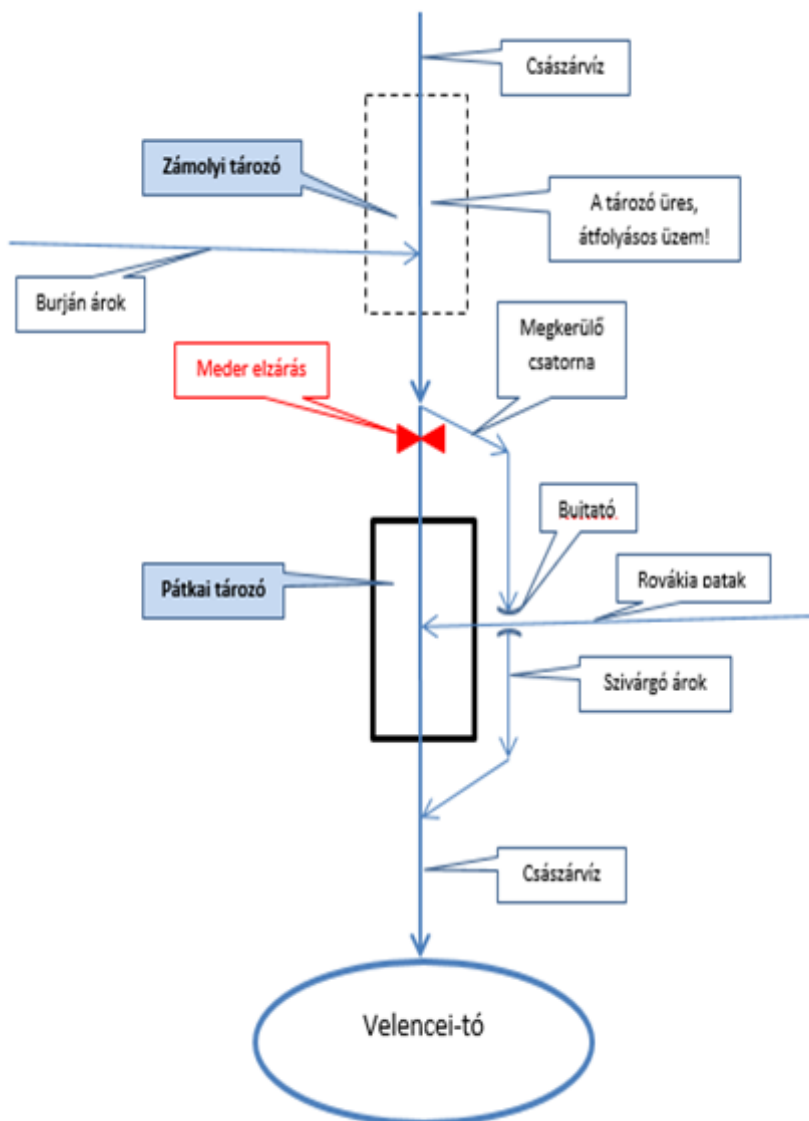 Császárvíz
Zámolyi tározó
A tározó üres,
átfolyásos üzem!
Burján árok
Megkerülő
csatorna
Meder elzárás
Bujtató
Pátkai tározó
Rovákja patak
Szivárgó árok
Császárvíz
Velencei-tó